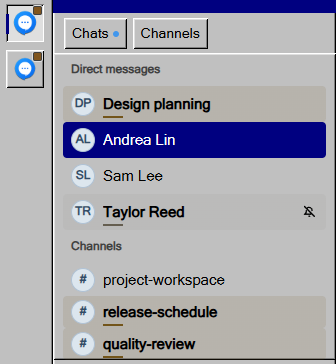 Chats
Channels
Direct messages
DP Design planning
AL Andrea Lin
SL Sam Lee
TR Taylor Reed
Channels
# project-workspace
# release-schedule
# quality-review